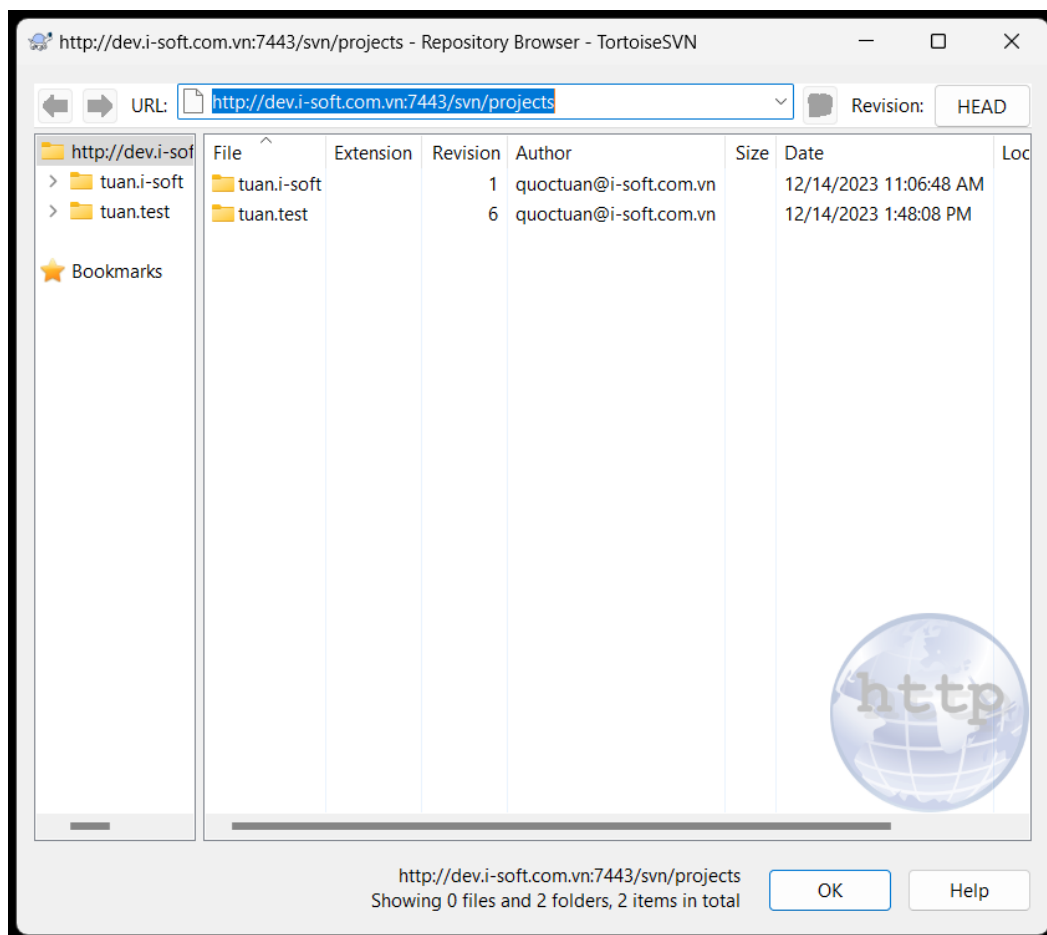 http://dev.i-soft.com.vn:7443/svn/projects - Repository Browser - TortoiseSVN
URL: http://dev.i-soft.com.vn:7443/svn/projects Revision: HEAD
http://dev.i-sof
tuan.i-soft
tuan.test
Bookmarks
File Extension Revision Author Size Date Loc
tuan.i-soft 1 quoctuan@i-soft.com.vn 12/14/2023 11:06:48 AM
tuan.test 6 quoctuan@i-soft.com.vn 12/14/2023 1:48:08 PM
http
http://dev.i-soft.com.vn:7443/svn/projects
Showing 0 files and 2 folders, 2 items in total
OK Help